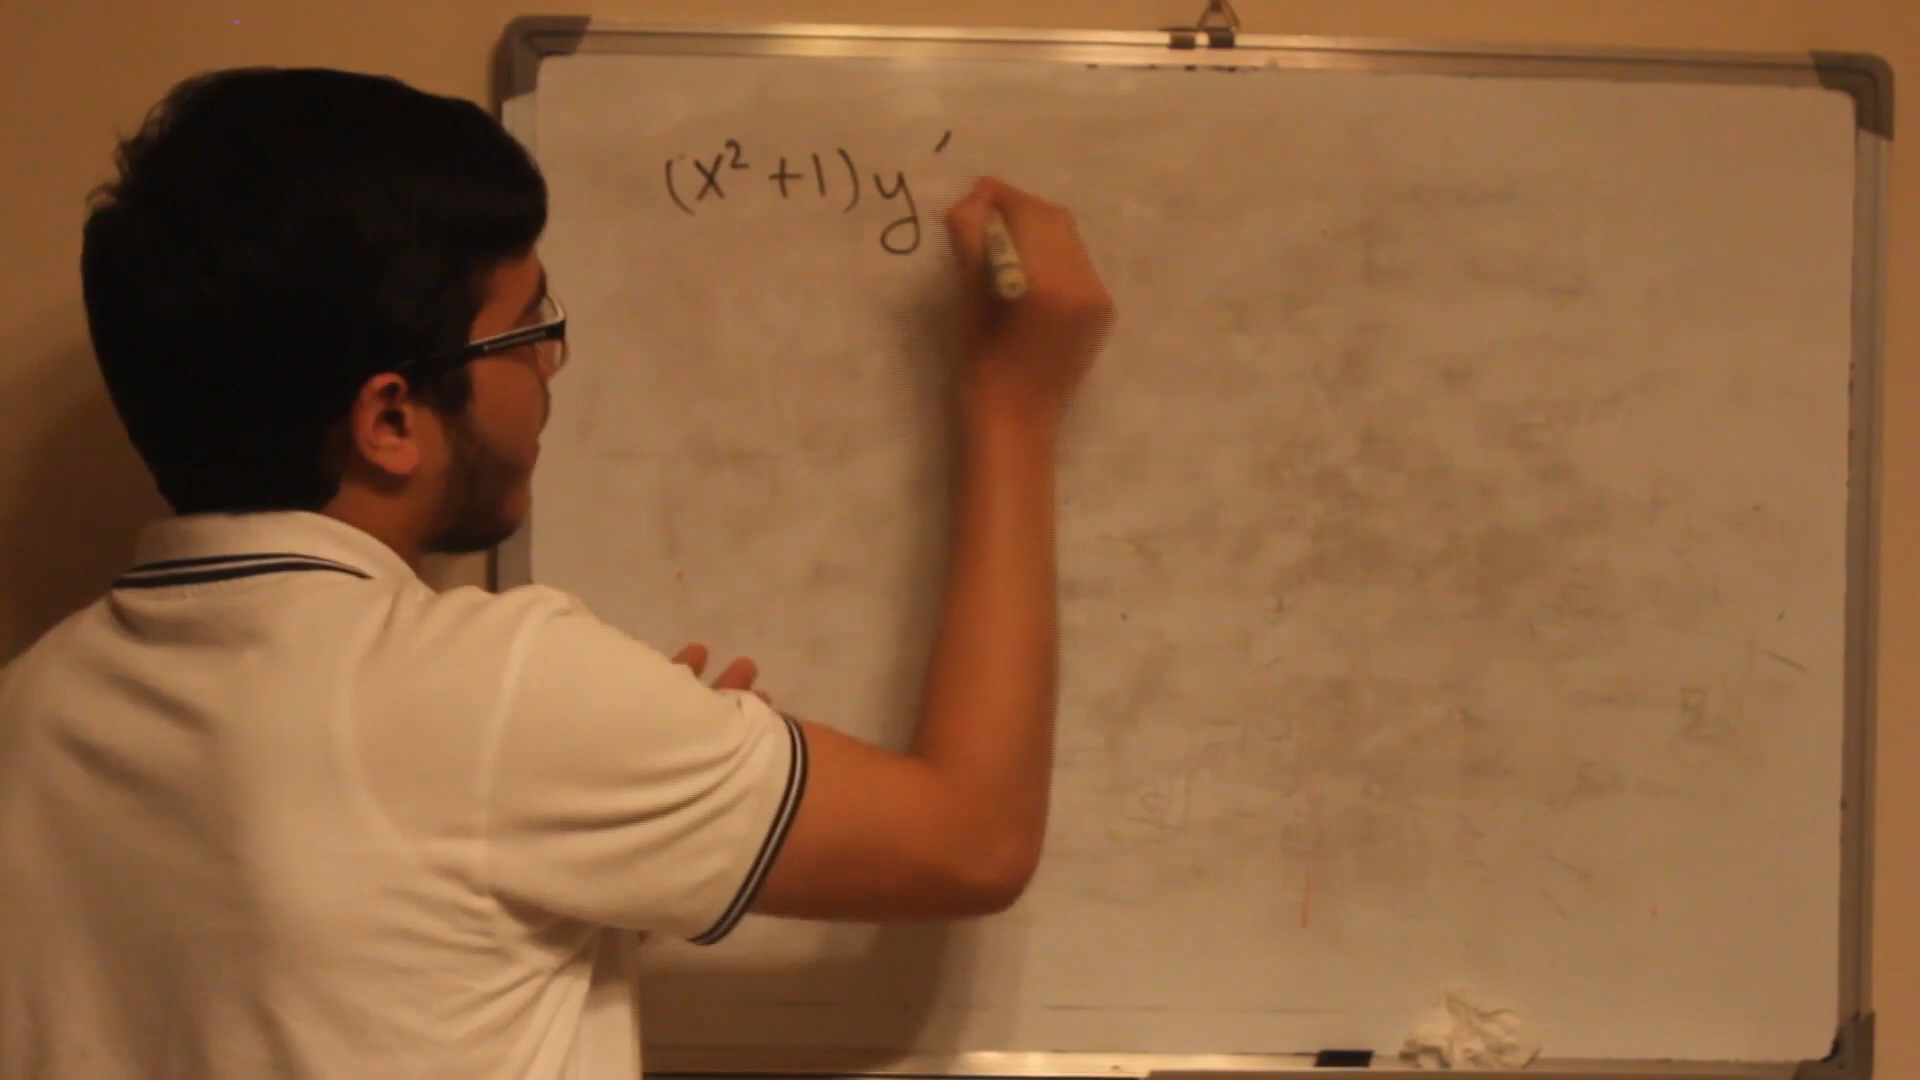 (x² +1) y ′